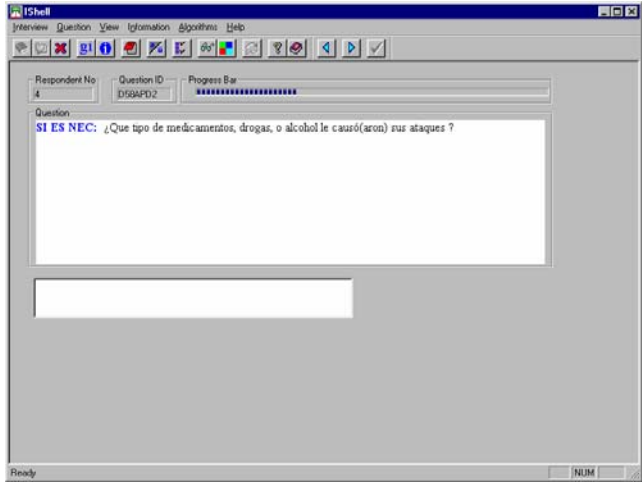 IShell
Interview Question View Information Algorithms Help
g1
Respondent No Question ID Progress Bar
4 D58APD2
Question
SI ES NEC: ¿Que tipo de medicamentos, drogas, o alcohol le causó(aron) sus ataques ?
Ready NUM